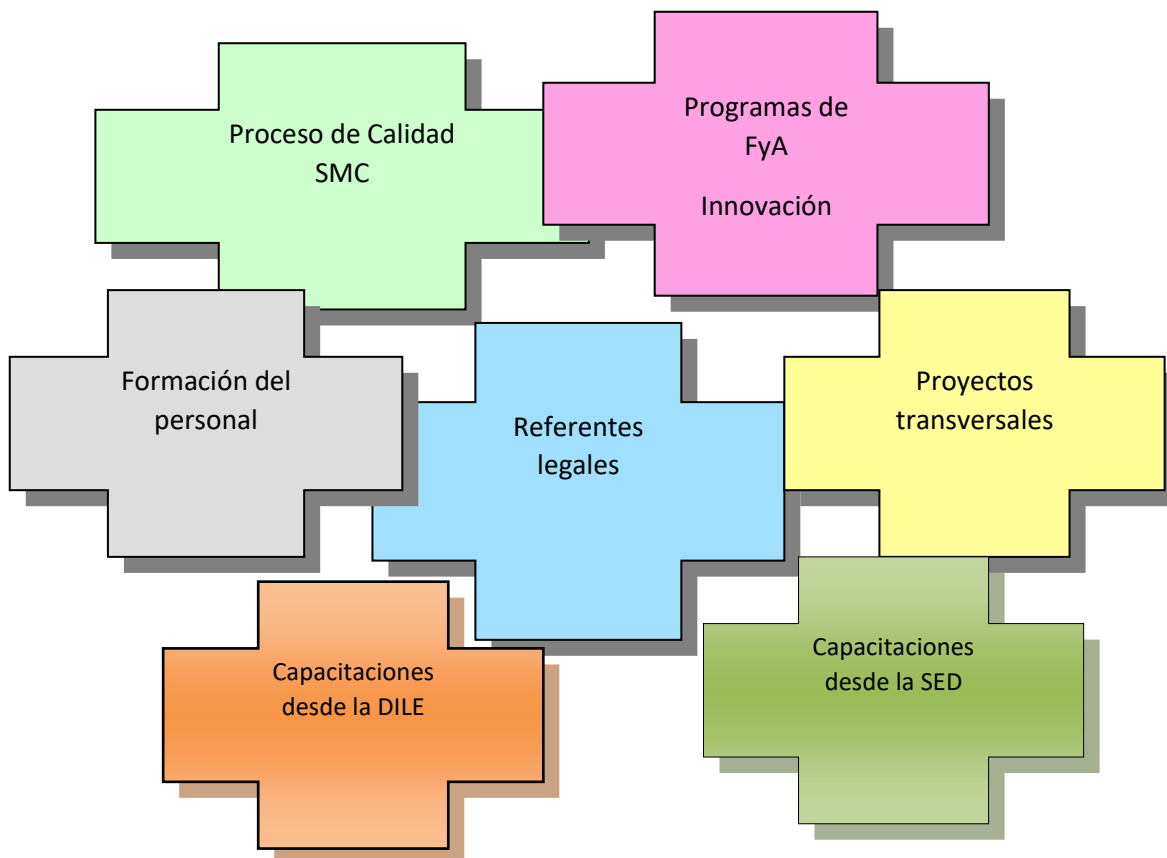 Proceso de Calidad
SMC
Programas de
FyA
Innovación
Formación del
personal
Referentes
legales
Proyectos
transversales
Capacitaciones
desde la DILE
Capacitaciones
desde la SED